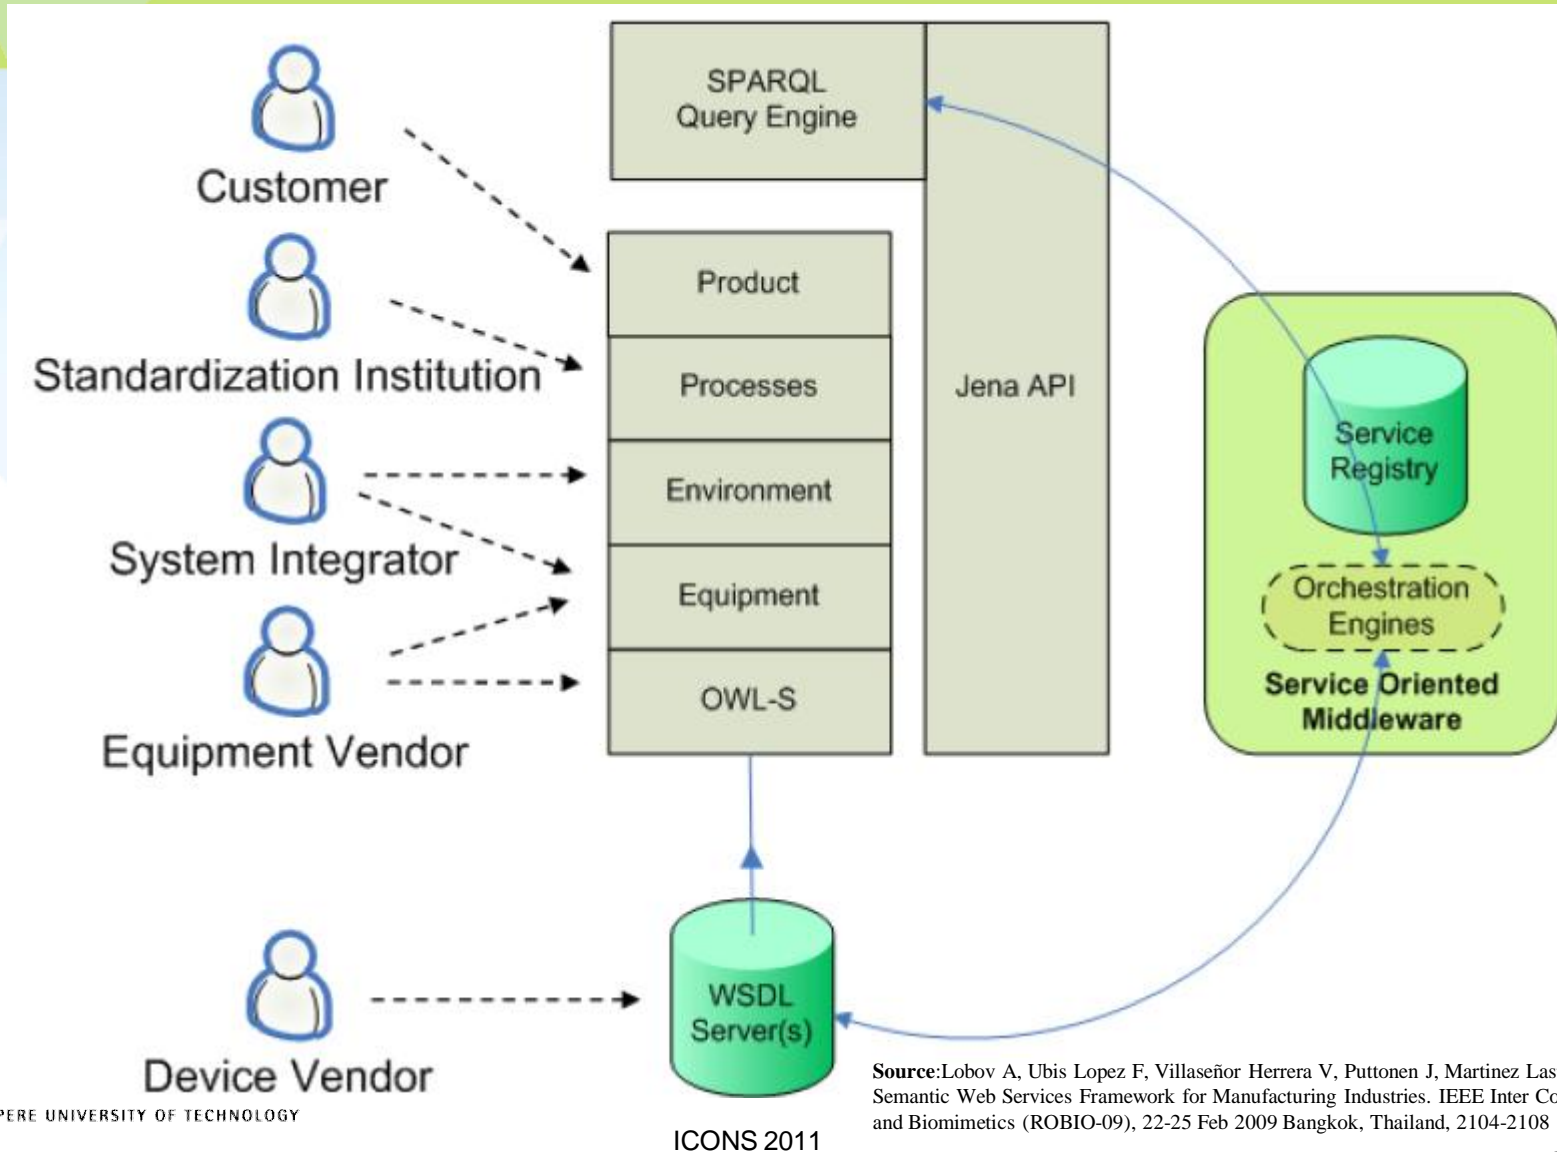 Customer
Standardization Institution
System Integrator
Equipment Vendor
Device Vendor
SPARQL
Query Engine
Jena API
Product
Processes
Environment
Equipment
OWL-S
WSDL
Server(s)
Service
Registry
Orchestration
Engines
Service Oriented
Middleware
Source:Lobov A, Ubis Lopez F, Villaseñor Herrera V, Puttonen J, Martinez Las
Semantic Web Services Framework for Manufacturing Industries. IEEE Inter Co
and Biomimetics (ROBIO-09), 22-25 Feb 2009 Bangkok, Thailand, 2104-2108
PERE UNIVERSITY OF TECHNOLOGY
ICONS 2011